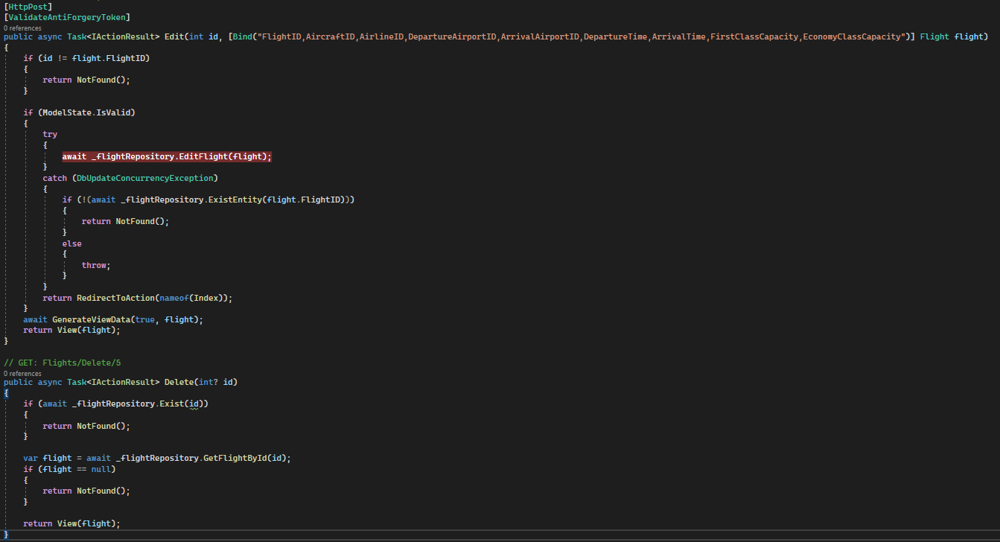 [HttpPost]
[ValidateAntiForgeryToken]
0 references
public async Task<IActionResult> Edit(int id, [Bind("FlightID,AircraftID,AirlineID,DepartureAirportID,ArrivalAirportID,DepartureTime,ArrivalTime,FirstClassCapacity,EconomyClassCapacity")] Flight flight)
{
    if (id != flight.FlightID)
    {
        return NotFound();
    }

    if (ModelState.IsValid)
    {
        try
        {
            await _flightRepository.EditFlight(flight);
        }
        catch (DbUpdateConcurrencyException)
        {
            if (!(await _flightRepository.ExistEntity(flight.FlightID)))
            {
                return NotFound();
            }
            else
            {
                throw;
            }
        }
        return RedirectToAction(nameof(Index));
    }
    await GenerateViewData(true, flight);
    return View(flight);
}

// GET: Flights/Delete/5
0 references
public async Task<IActionResult> Delete(int? id)
{
    if (await _flightRepository.Exist(id))
    {
        return NotFound();
    }

    var flight = await _flightRepository.GetFlightById(id);
    if (flight == null)
    {
        return NotFound();
    }

    return View(flight);
}